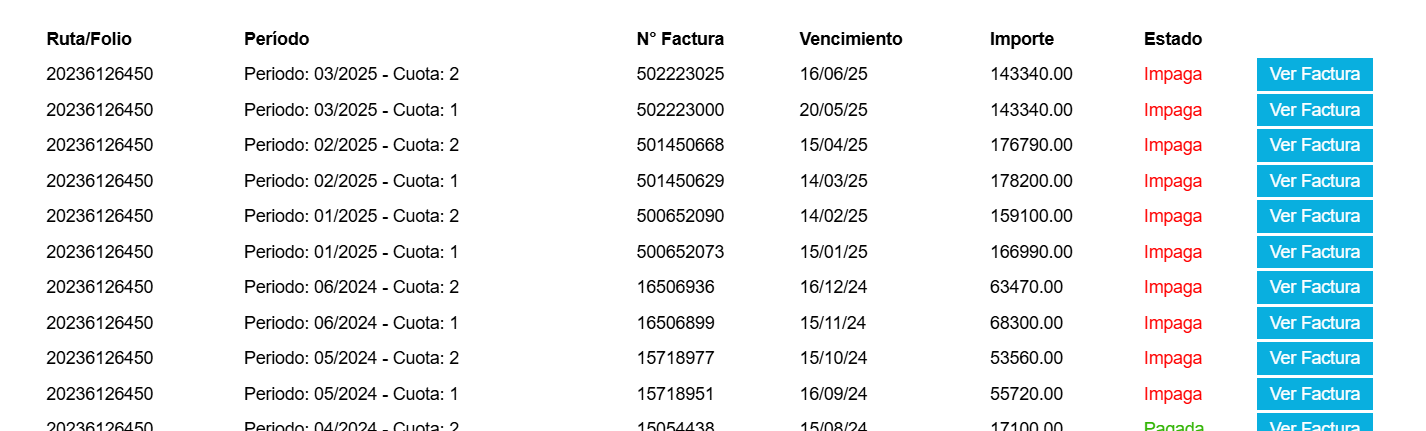 Ruta/Folio Período N° Factura Vencimiento Importe Estado
20236126450 Periodo: 03/2025 - Cuota: 2 502223025 16/06/25 143340.00 Impaga Ver Factura
20236126450 Periodo: 03/2025 - Cuota: 1 502223000 20/05/25 143340.00 Impaga Ver Factura
20236126450 Periodo: 02/2025 - Cuota: 2 501450668 15/04/25 176790.00 Impaga Ver Factura
20236126450 Periodo: 02/2025 - Cuota: 1 501450629 14/03/25 178200.00 Impaga Ver Factura
20236126450 Periodo: 01/2025 - Cuota: 2 500652090 14/02/25 159100.00 Impaga Ver Factura
20236126450 Periodo: 01/2025 - Cuota: 1 500652073 15/01/25 166990.00 Impaga Ver Factura
20236126450 Periodo: 06/2024 - Cuota: 2 16506936 16/12/24 63470.00 Impaga Ver Factura
20236126450 Periodo: 06/2024 - Cuota: 1 16506899 15/11/24 68300.00 Impaga Ver Factura
20236126450 Periodo: 05/2024 - Cuota: 2 15718977 15/10/24 53560.00 Impaga Ver Factura
20236126450 Periodo: 05/2024 - Cuota: 1 15718951 16/09/24 55720.00 Impaga Ver Factura
20236126450 Periodo: 04/2024 - Cuota: 2 15054438 15/08/24 17100.00 Pagada Ver Factura